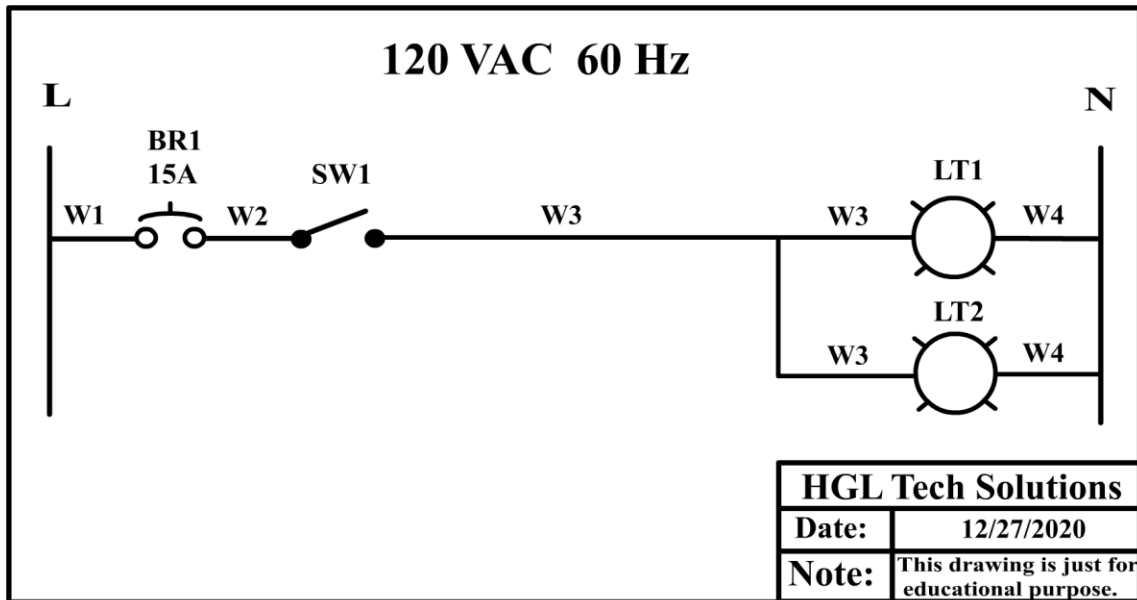 120 VAC 60 Hz
L
N
BR1
15A
SW1
LT1
W1
W2
W3
W3
W4
LT2
W3
W4
HGL Tech Solutions
Date: 12/27/2020
Note: This drawing is just for
educational purpose.